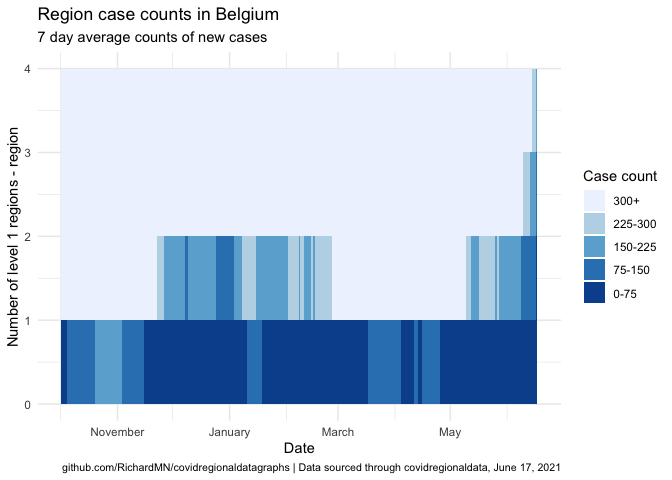 Region case counts in Belgium
7 day average counts of new cases
Number of level 1 regions - region
4
3
2
1
0
November
January
March
May
Date
Case count
300+
225-300
150-225
75-150
0-75
github.com/RichardMN/covidregionaldatagraphs | Data sourced through covidregionaldata, June 17, 2021